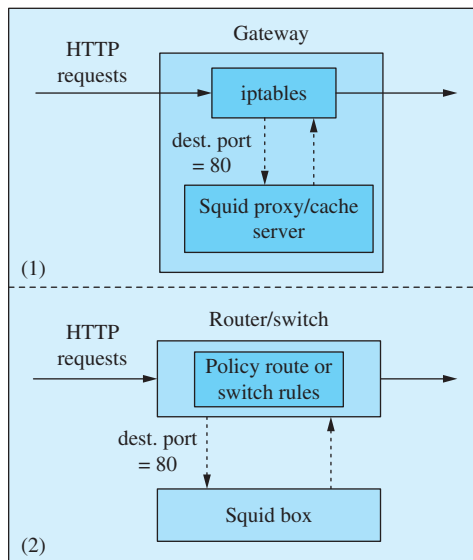 Gateway
HTTP
requests
iptables
dest. port
= 80
Squid proxy/cache
server
(1)
Router/switch
HTTP
requests
Policy route or
switch rules
dest. port
= 80
Squid box
(2)